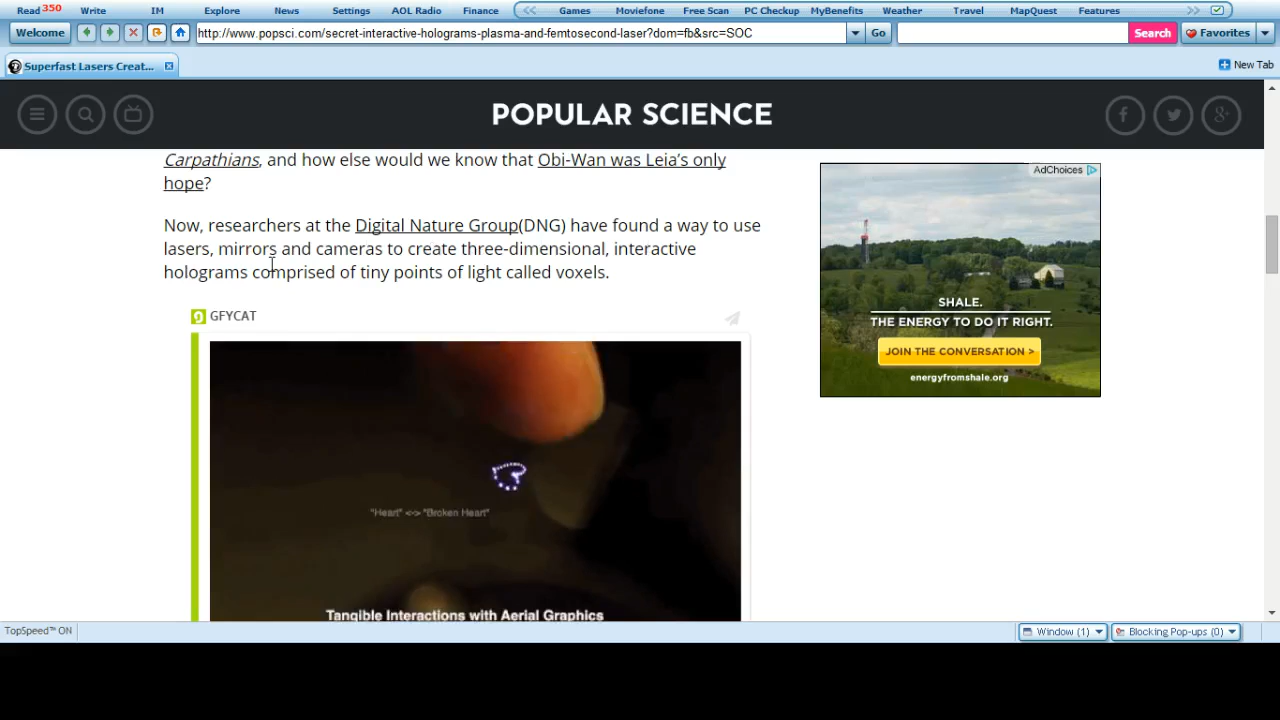 Read 350 Write IM Explore News Settings AOL Radio Finance Games Moviefone Free Scan PC Checkup MyBenefits Weather Travel MapQuest Features
Welcome http://www.popsci.com/secret-interactive-holograms-plasma-and-femtosecond-laser?dom=fb&src=SOC Go Search Favorites
Superfast Lasers Creat... New Tab
POPULAR SCIENCE
Carpathians, and how else would we know that Obi-Wan was Leia's only
hope?
Now, researchers at the Digital Nature Group(DNG) have found a way to use
lasers, mirrors and cameras to create three-dimensional, interactive
holograms comprised of tiny points of light called voxels.
GFYCAT
"Heart" <-> "Broken Heart"
Tangible Interactions with Aerial Graphics
AdChoices
SHALE.
THE ENERGY TO DO IT RIGHT.
JOIN THE CONVERSATION >
energyfromshale.org
TopSpeed™ ON Window (1) Blocking Pop-ups (0)